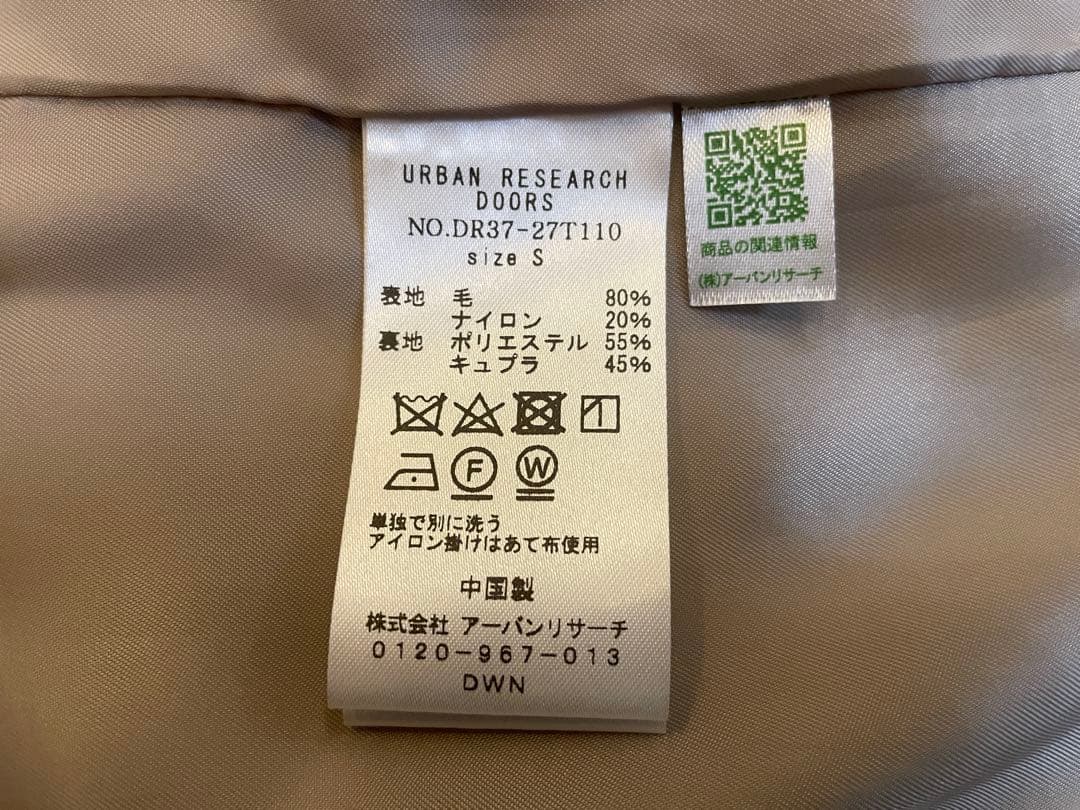 URBAN RESEARCH
DOORS
NO.DR37-27T110
size S
表地 毛 80%
ナイロン 20%
裏地 ポリエステル 55%
キュプラ 45%
F W
単独で別に洗う
アイロン掛けはあて布使用
中国製
株式会社 アーバンリサーチ
0120-967-013
DWN
商品の関連情報
(株)アーバンリサーチ